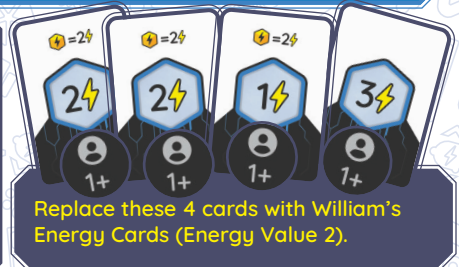 =2 =2 =2
2 2 1 3
1+ 1+ 1+ 1+
Replace these 4 cards with William's
Energy Cards (Energy Value 2).